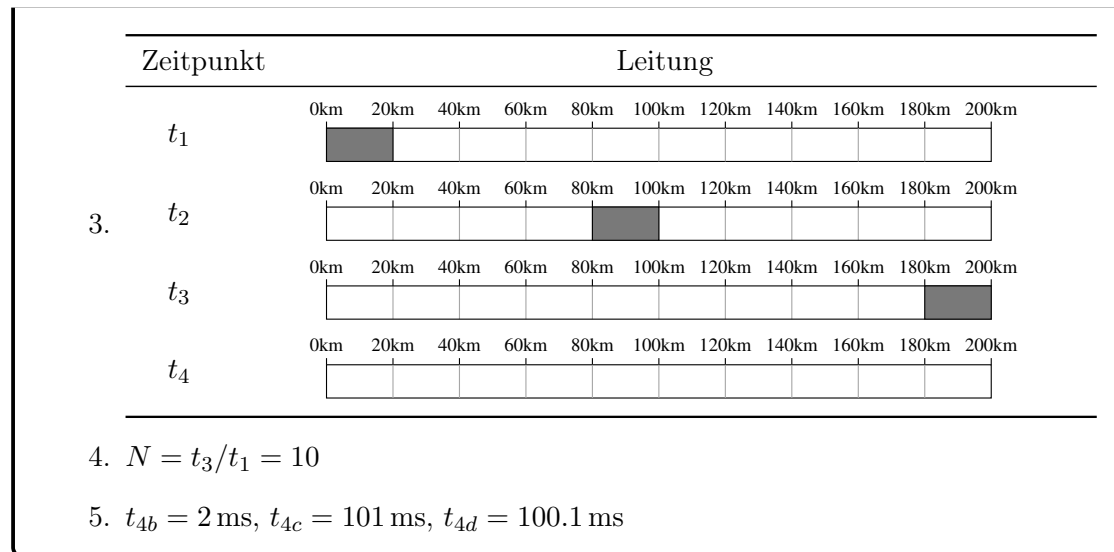 Zeitpunkt Leitung
0km 20km 40km 60km 80km 100km 120km 140km 160km 180km 200km
t₁
0km 20km 40km 60km 80km 100km 120km 140km 160km 180km 200km
3. t₂
0km 20km 40km 60km 80km 100km 120km 140km 160km 180km 200km
t₃
0km 20km 40km 60km 80km 100km 120km 140km 160km 180km 200km
t₄
4. N = t₃/t₁ = 10
5. t₄b = 2 ms, t₄c = 101 ms, t₄d = 100.1 ms